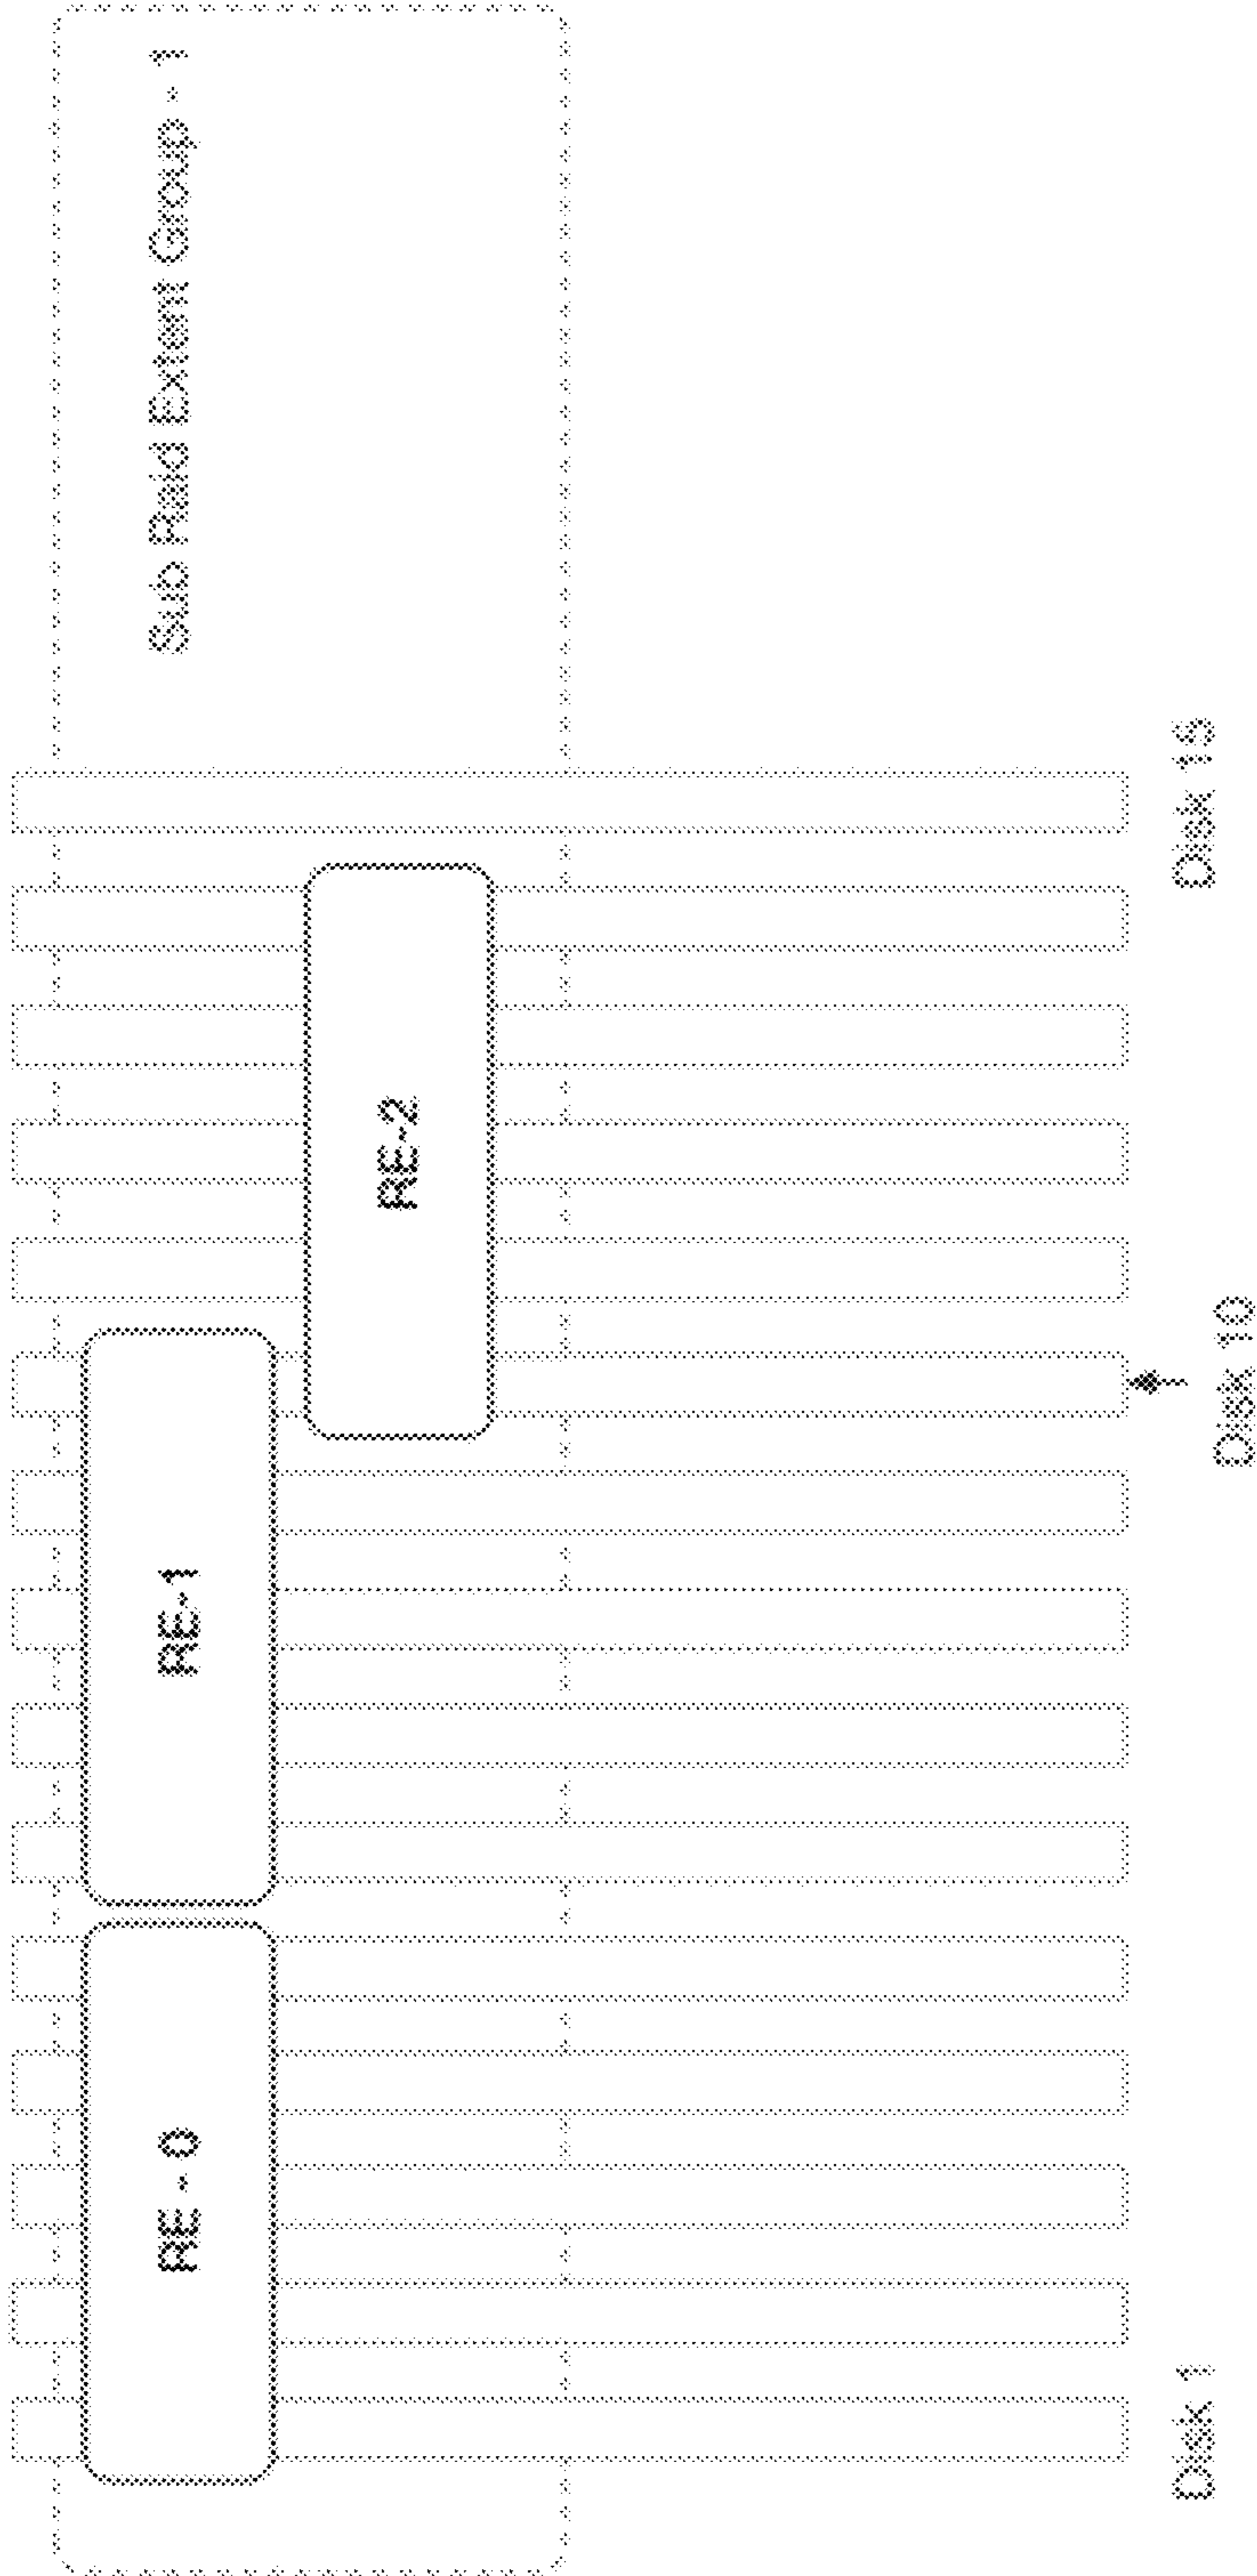 Sub Raid Extent Group - 1
RE - 0
RE-1
RE-2
Disk 1
Disk 15
Disk 10